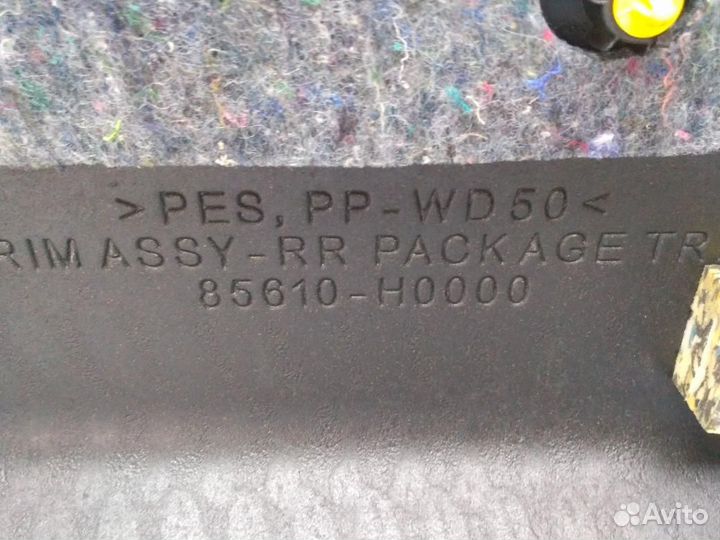 >PES, PP-WD50<
RIM ASSY-RR PACKAGE TR
85610-H0000
Avito